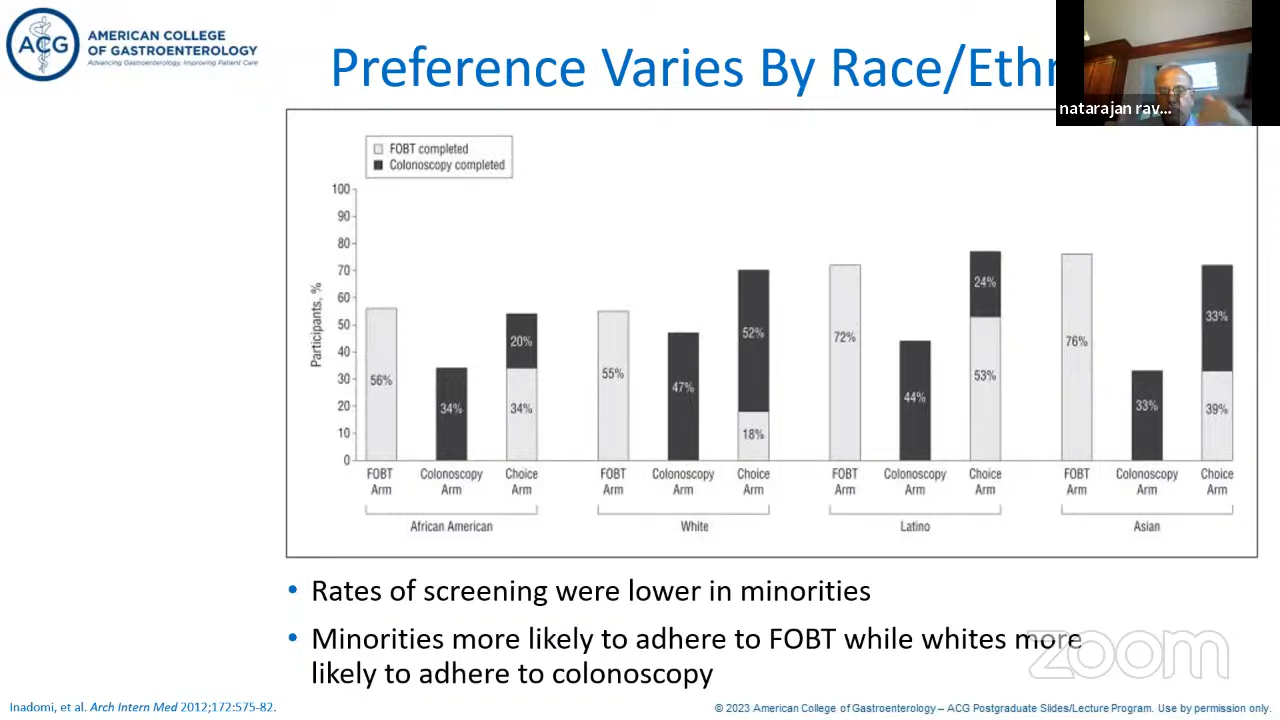 AMERICAN COLLEGE
OF GASTROENTEROLOGY
Advancing Gastroenterology, Improving Patient Care
ACG
Preference Varies By Race/Ethn
natarajan rav...
FOBT completed
Colonoscopy completed
Participants, %
100
90
80
70
60
50
40
30
20
10
0
56%
34%
20%
34%
55%
47%
52%
18%
72%
44%
24%
53%
76%
33%
33%
39%
FOBT Colonoscopy Choice FOBT Colonoscopy Choice FOBT Colonoscopy Choice FOBT Colonoscopy Choice
Arm Arm Arm Arm Arm Arm Arm Arm Arm Arm Arm Arm
African American White Latino Asian
• Rates of screening were lower in minorities
• Minorities more likely to adhere to FOBT while whites more
likely to adhere to colonoscopy
zoom
Inadomi, et al. Arch Intern Med 2012;172:575-82.
© 2023 American College of Gastroenterology – ACG Postgraduate Slides/Lecture Program. Use by permission only.